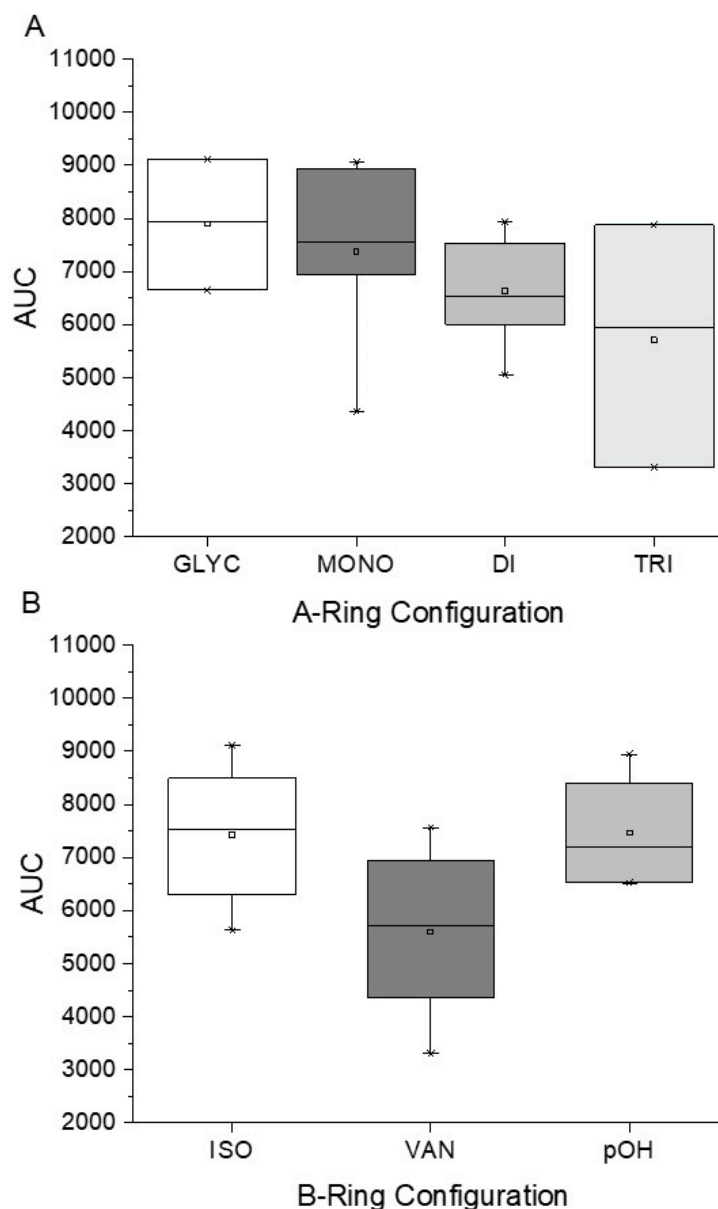 A
11000
10000
9000
8000
7000
6000
5000
4000
3000
2000
AUC
GLYC MONO DI TRI
A-Ring Configuration
B
11000
10000
9000
8000
7000
6000
5000
4000
3000
2000
AUC
ISO VAN pOH
B-Ring Configuration